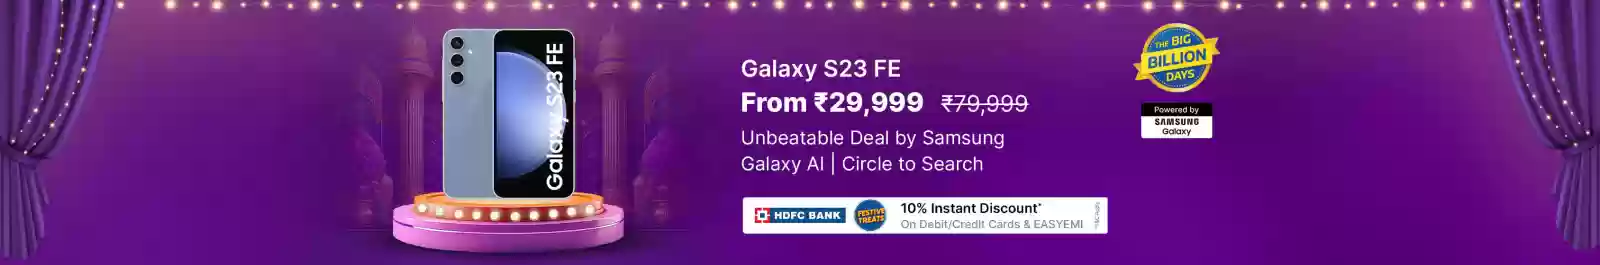 Galaxy S23 FE
Galaxy S23 FE
From ₹29,999 ₹79,999
Unbeatable Deal by Samsung
Galaxy AI | Circle to Search
HDFC BANK
FESTIVE
TREATS
10% Instant Discount*
On Debit/Credit Cards & EASYEMI
THE BIG
BILLION
DAYS
Powered by
SAMSUNG
Galaxy